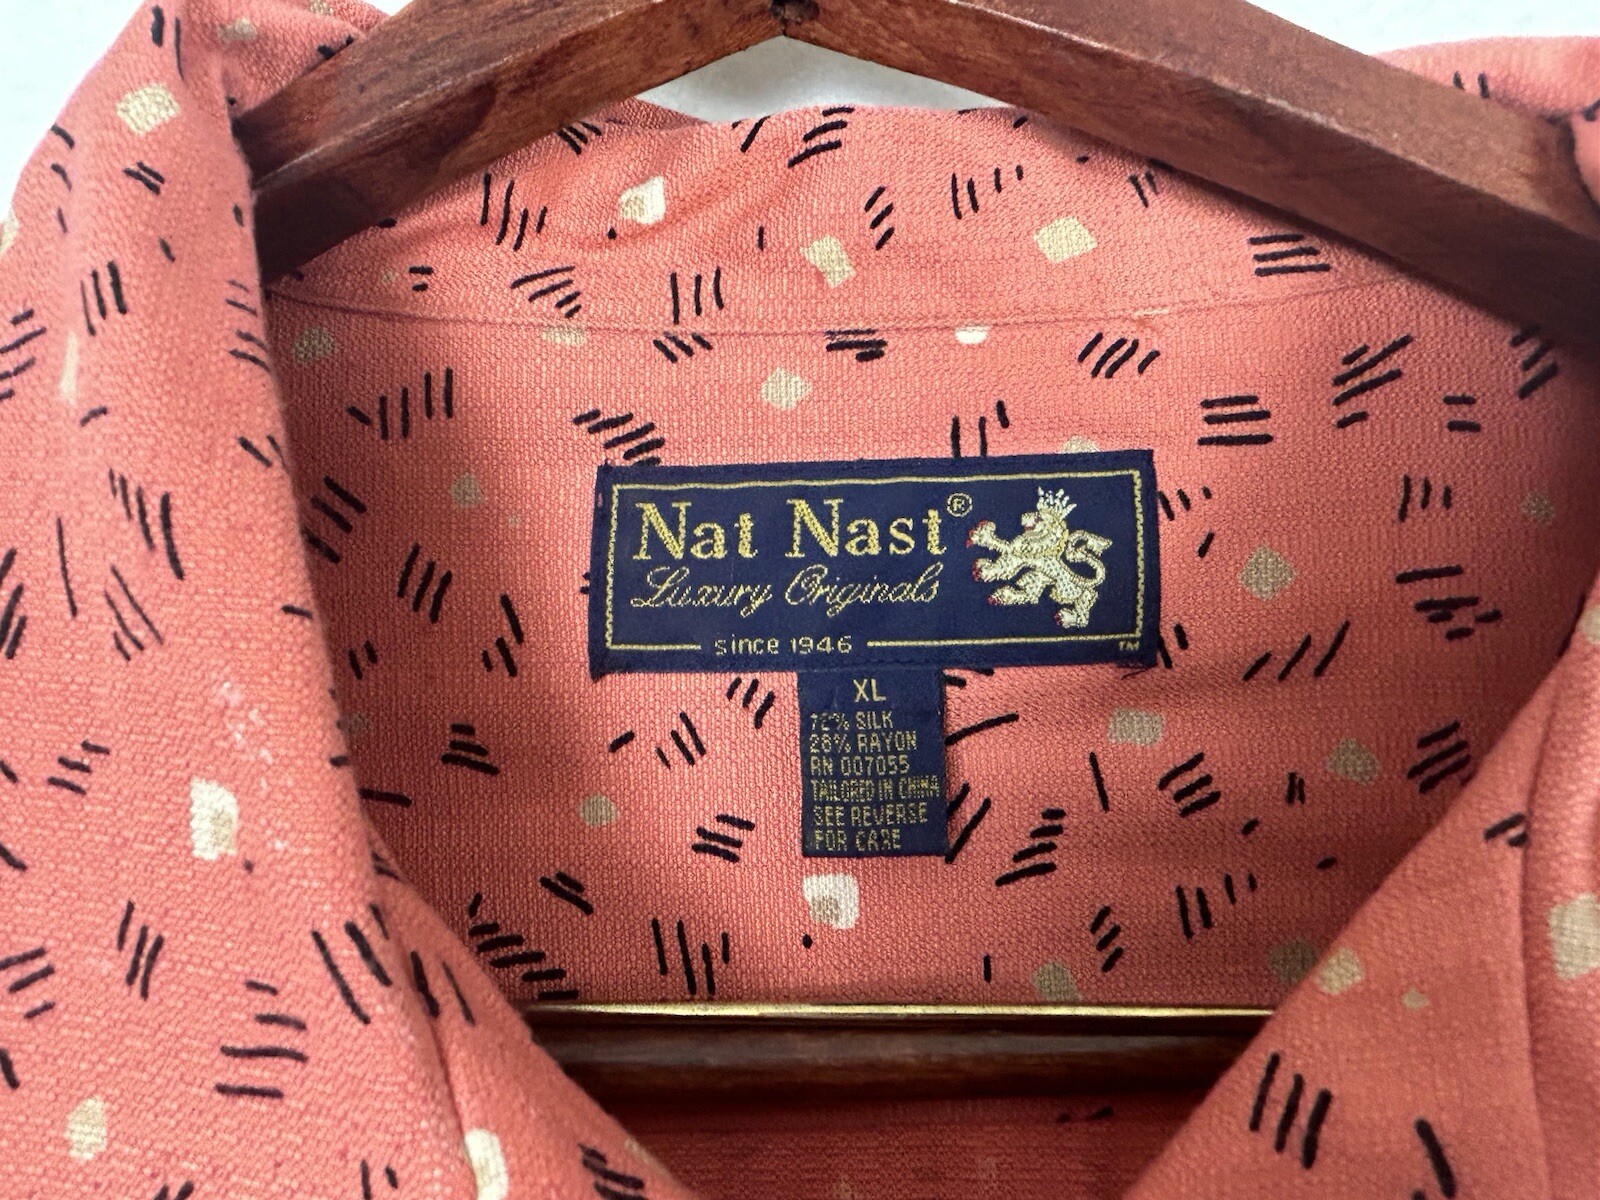 Nat Nast®
Luxury Originals
since 1946
TM
XL
72% SILK
28% RAYON
RN 007055
TAILORED IN CHINA
SEE REVERSE
FOR CARE